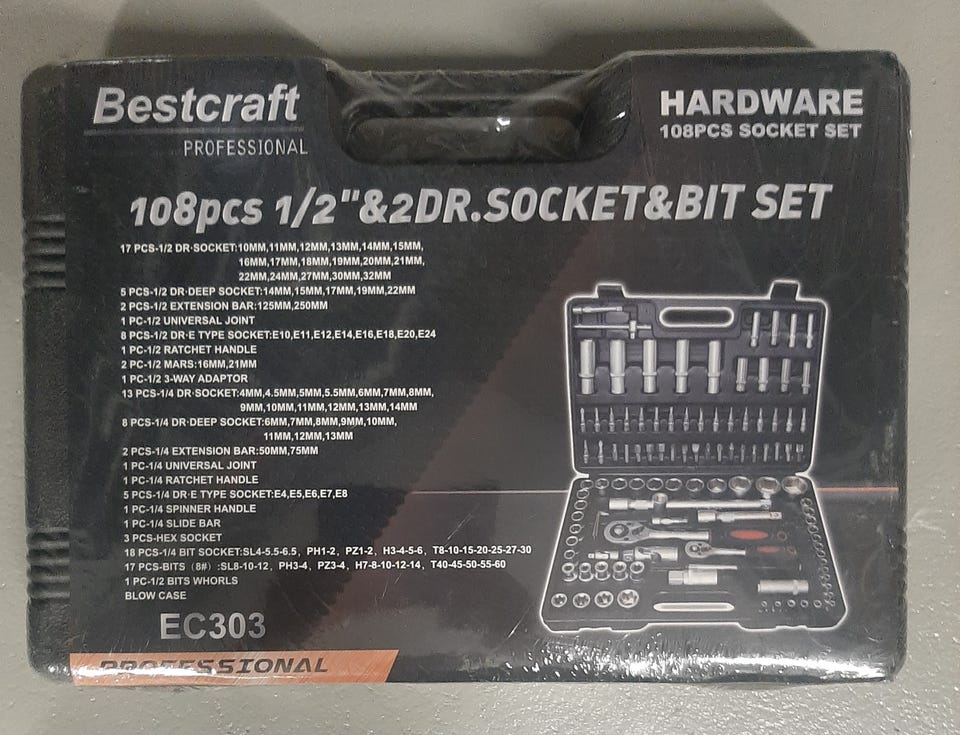 Bestcraft
PROFESSIONAL
HARDWARE
108PCS SOCKET SET
108pcs 1/2"&2DR.SOCKET&BIT SET
17 PCS-1/2 DR·SOCKET:10MM,11MM,12MM,13MM,14MM,15MM,
16MM,17MM,18MM,19MM,20MM,21MM,
22MM,24MM,27MM,30MM,32MM
5 PCS-1/2 DR·DEEP SOCKET:14MM,15MM,17MM,19MM,22MM
2 PCS-1/2 EXTENSION BAR:125MM,250MM
1 PC-1/2 UNIVERSAL JOINT
8 PCS-1/2 DR·E TYPE SOCKET:E10,E11,E12,E14,E16,E18,E20,E24
1 PC-1/2 RATCHET HANDLE
2 PC-1/2 MARS:16MM,21MM
1 PC-1/2 3-WAY ADAPTOR
13 PCS-1/4 DR·SOCKET:4MM,4.5MM,5MM,5.5MM,6MM,7MM,8MM,
9MM,10MM,11MM,12MM,13MM,14MM
8 PCS-1/4 DR·DEEP SOCKET:6MM,7MM,8MM,9MM,10MM,
11MM,12MM,13MM
2 PCS-1/4 EXTENSION BAR:50MM,75MM
1 PC-1/4 UNIVERSAL JOINT
1 PC-1/4 RATCHET HANDLE
5 PCS-1/4 DR·E TYPE SOCKET:E4,E5,E6,E7,E8
1 PC-1/4 SPINNER HANDLE
1 PC-1/4 SLIDE BAR
3 PCS-HEX SOCKET
18 PCS-1/4 BIT SOCKET:SL4-5.5-6.5, PH1-2, PZ1-2, H3-4-5-6, T8-10-15-20-25-27-30
17 PCS-BITS (8#) :SL8-10-12, PH3-4, PZ3-4, H7-8-10-12-14, T40-45-50-55-60
1 PC-1/2 BITS WHORLS
BLOW CASE
EC303
PROFESSIONAL